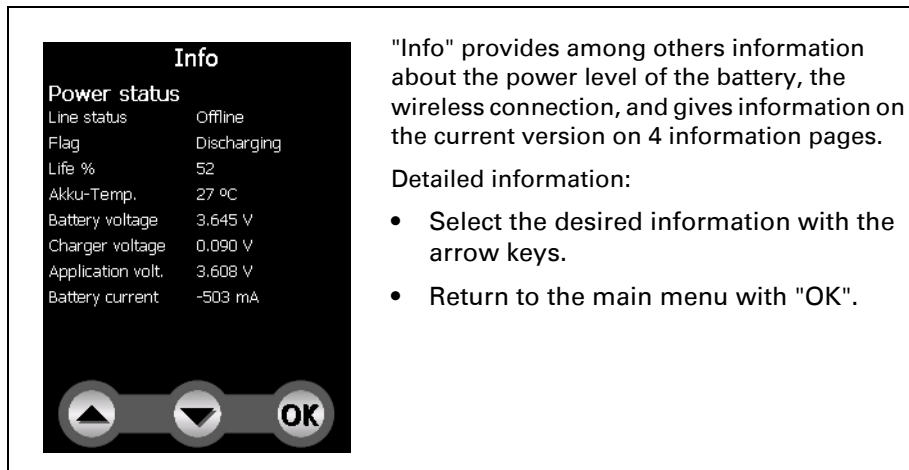 Info
Power status
Line status Offline
Flag Discharging
Life % 52
Akku-Temp. 27 ºC
Battery voltage 3.645 V
Charger voltage 0.090 V
Application volt. 3.608 V
Battery current -503 mA
OK
"Info" provides among others information
about the power level of the battery, the
wireless connection, and gives information on
the current version on 4 information pages.
Detailed information:
• Select the desired information with the
arrow keys.
• Return to the main menu with "OK".